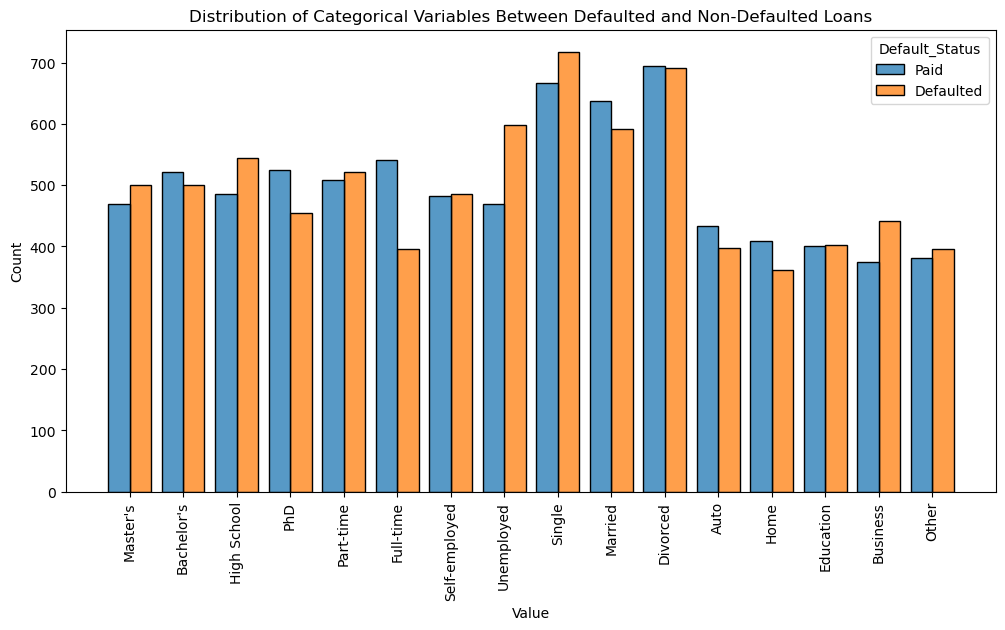 Distribution of Categorical Variables Between Defaulted and Non-Defaulted Loans
Default_Status
Paid
Defaulted
Count
700
600
500
400
300
200
100
0
Master's
Bachelor's
High School
PhD
Part-time
Full-time
Self-employed
Unemployed
Single
Married
Divorced
Auto
Home
Education
Business
Other
Value